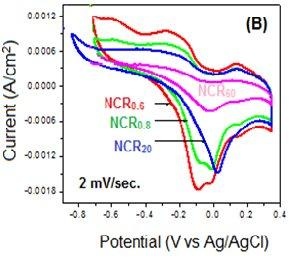 (B)
0.0012
0.0006
0.0000
-0.0006
-0.0012
-0.0018
Current (A/cm²)
NCR60
NCR0.6
NCR0.8
NCR20
2 mV/sec.
-0.8 -0.6 -0.4 -0.2 -0.0 0.2
Potential (V vs Ag/AgCl)